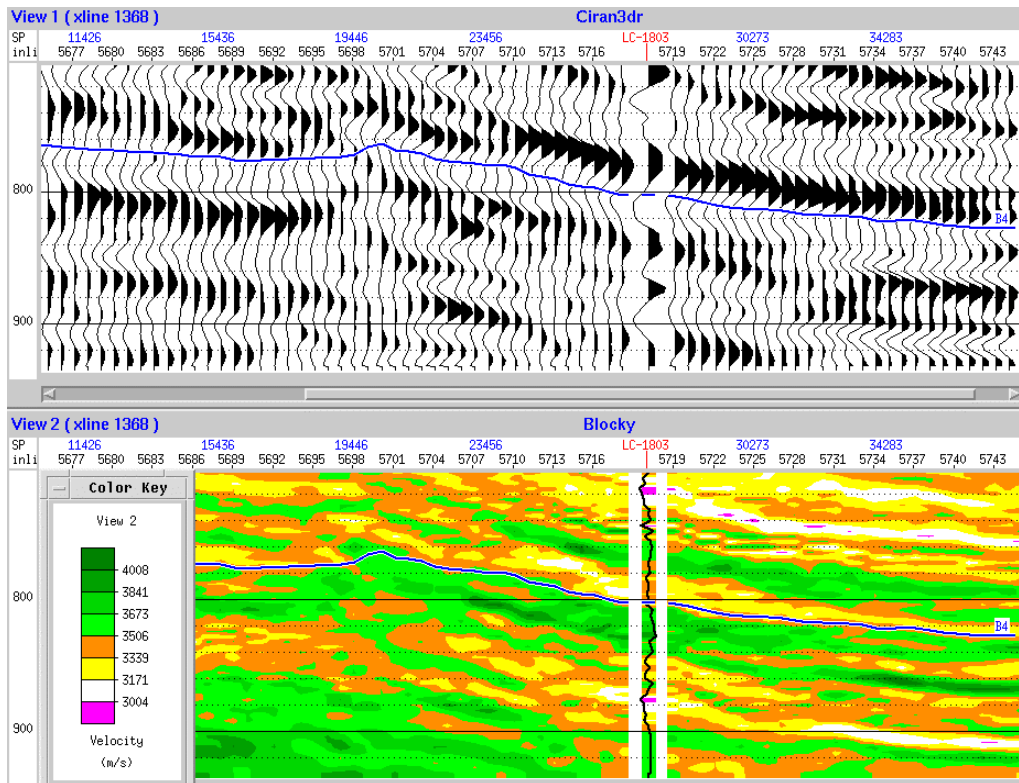 View 1 ( xline 1368 ) Ciran3dr
SP 11426 15436 19446 23456 LC-1803 30273 34283
inli 5677 5680 5683 5686 5689 5692 5695 5698 5701 5704 5707 5710 5713 5716 5719 5722 5725 5728 5731 5734 5737 5740 5743
800
B4
900
View 2 ( xline 1368 ) Blocky
SP 11426 15436 19446 23456 LC-1803 30273 34283
inli 5677 5680 5683 5686 5689 5692 5695 5698 5701 5704 5707 5710 5713 5716 5719 5722 5725 5728 5731 5734 5737 5740 5743
Color Key
View 2
4008
3841
3673
3506
3339
3171
3004
Velocity
(m/s)
800
B4
900